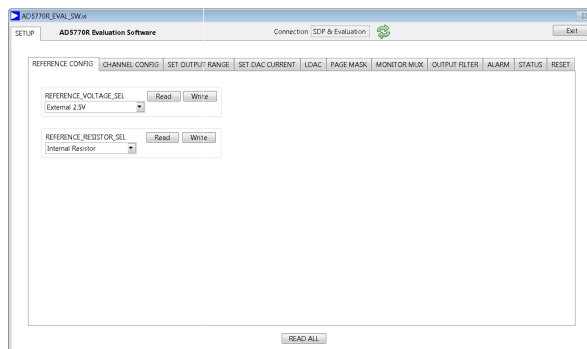 AD5770R_EVAL_SW.vi
SETUP AD5770R Evaluation Software Connection SDP & Evaluation Exit
REFERENCE CONFIG CHANNEL CONFIG SET OUTPUT RANGE SET DAC CURRENT LDAC PAGE MASK MONITOR MUX OUTPUT FILTER ALARM STATUS RESET
REFERENCE_VOLTAGE_SEL Read Write
External 2.5V
REFERENCE_RESISTOR_SEL Read Write
Internal Resistor
READ ALL